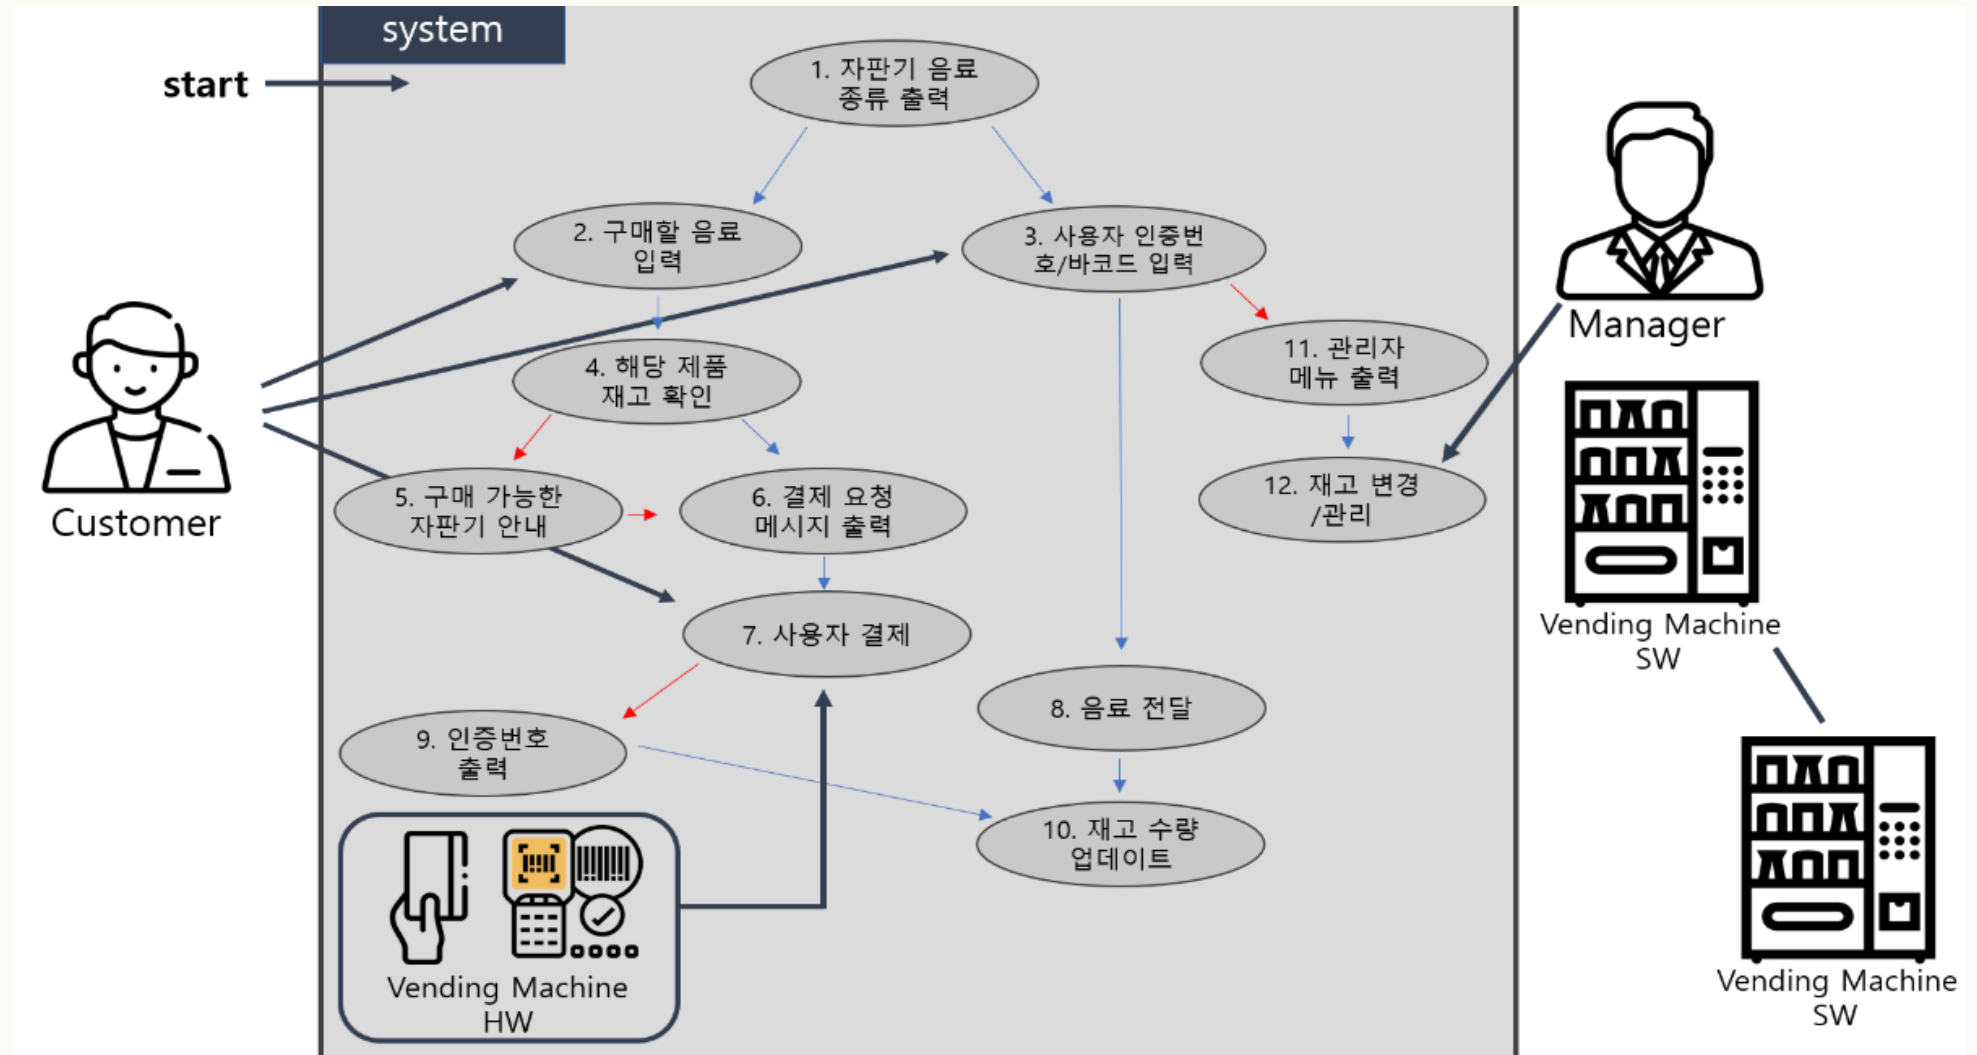 system
start
1. 자판기 음료
종류 출력
2. 구매할 음료
입력
3. 사용자 인증번
호/바코드 입력
Manager
4. 해당 제품
재고 확인
11. 관리자
메뉴 출력
Customer
5. 구매 가능한
자판기 안내
6. 결제 요청
메시지 출력
12. 재고 변경
/관리
7. 사용자 결제
Vending Machine
SW
8. 음료 전달
9. 인증번호
출력
10. 재고 수량
업데이트
Vending Machine
HW
Vending Machine
SW